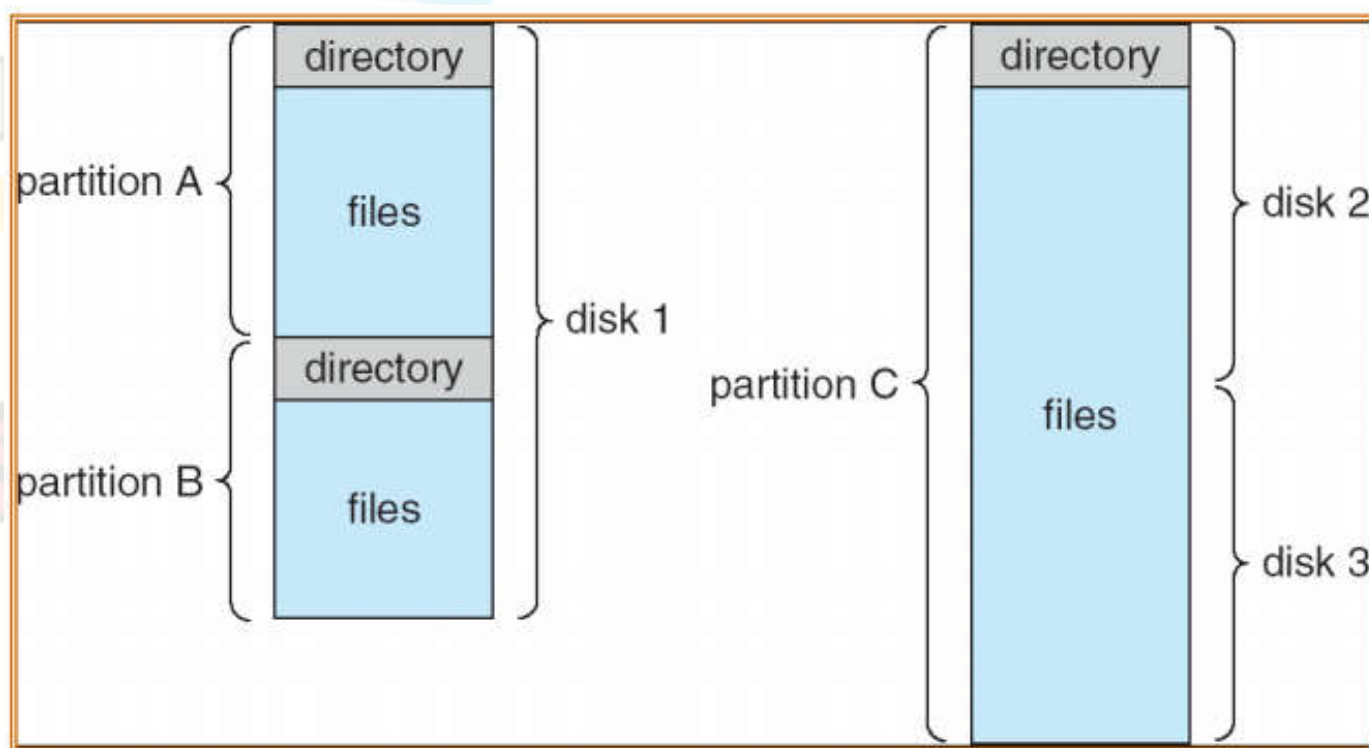 directory
partition A
files
disk 1
directory
partition B
files
directory
disk 2
partition C
files
disk 3